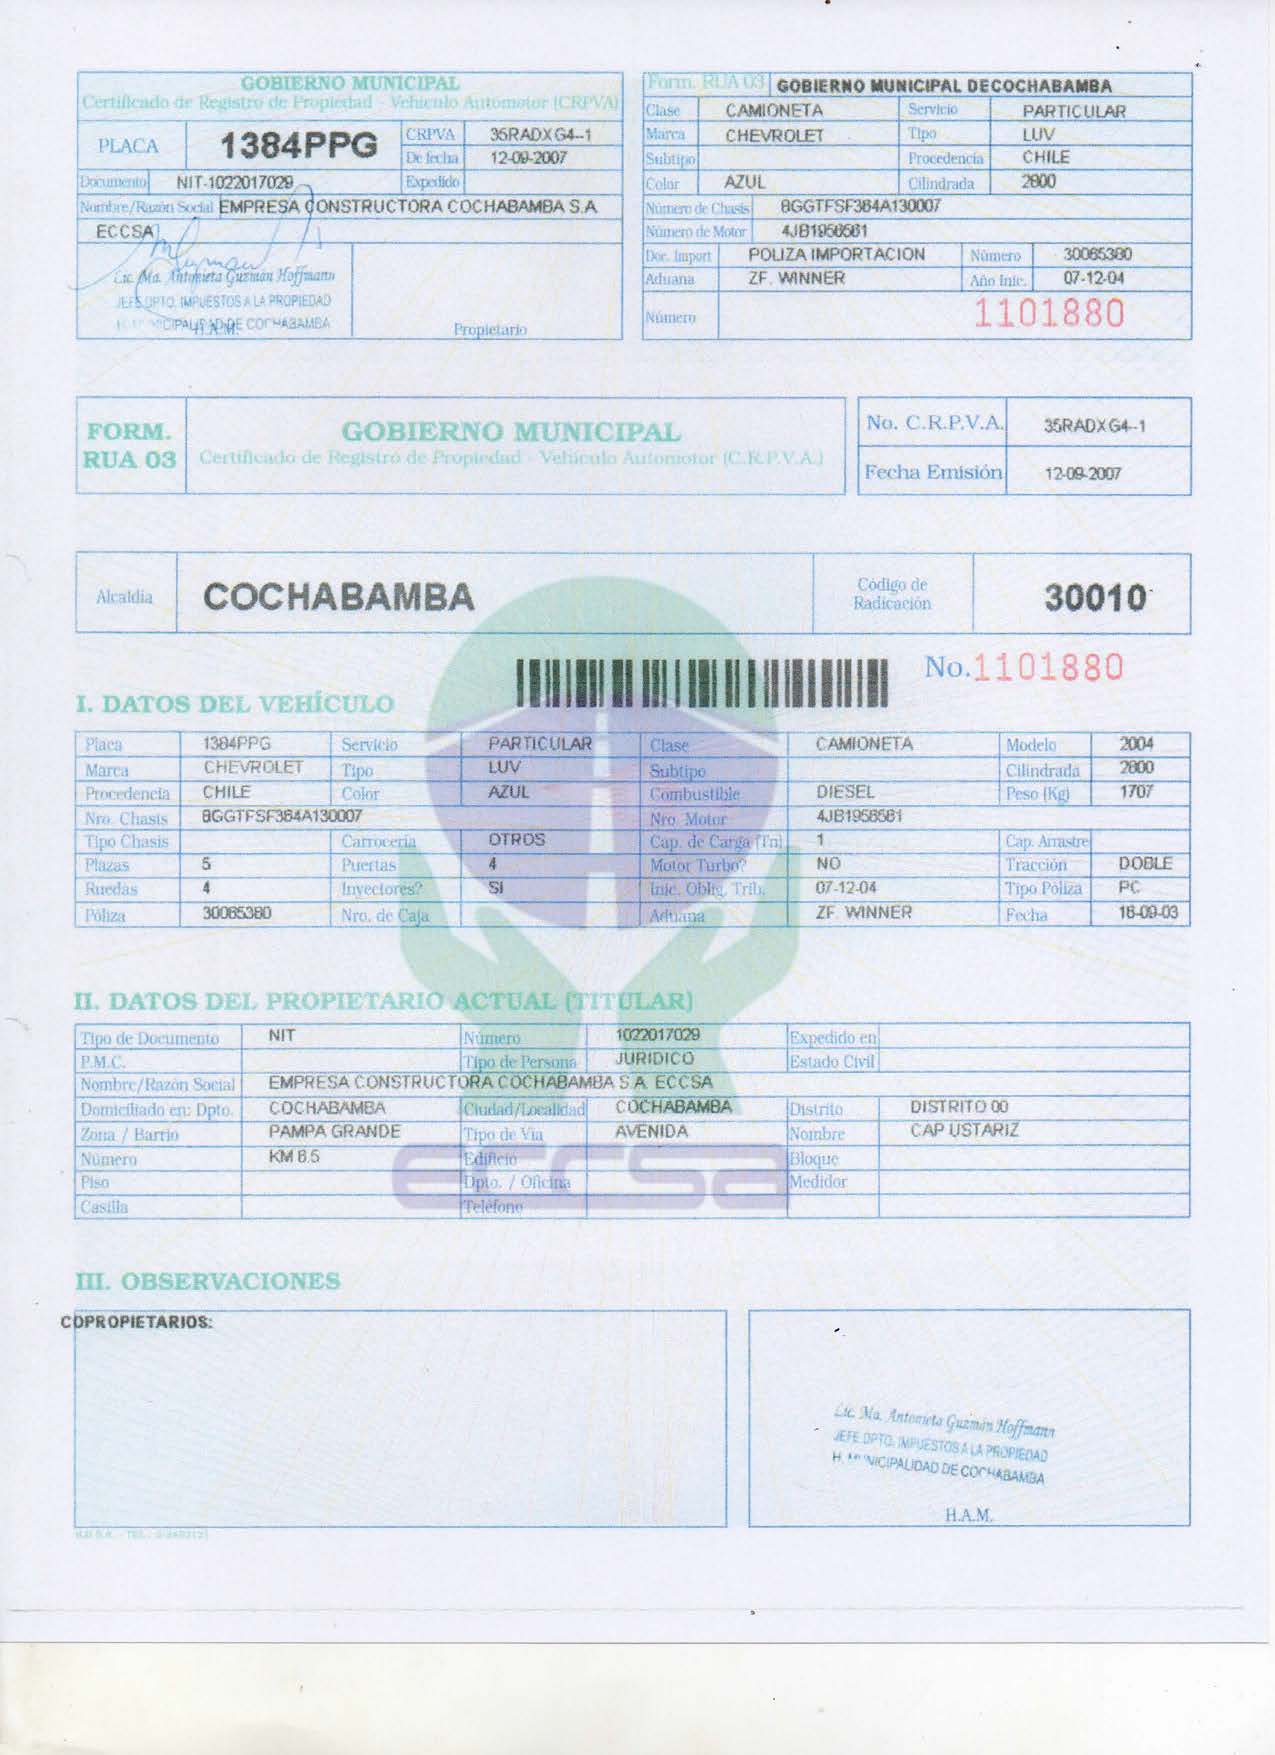 GOBIERNO MUNICIPAL
Certificado de Registro de Propiedad - Vehículo Automotor (CRPVA)
PLACA 1384PPG CRPVA 35RADXG4--1
De fecha 12-09-2007
Documento NIT-1022017029 Expedido
Nombre/Razón Social EMPRESA CONSTRUCTORA COCHABAMBA S.A
ECCSA
Lic. Ma. Antonieta Guzmán Hoffmann
JEFE DPTO. IMPUESTOS A LA PROPIEDAD
H. MUNICIPALIDAD DE COCHABAMBA
H.A.M.
Propietario
Form. RUA 03 GOBIERNO MUNICIPAL DECOCHABAMBA
Clase CAMIONETA Servicio PARTICULAR
Marca CHEVROLET Tipo LUV
Subtipo Procedencia CHILE
Color AZUL Cilindrada 2800
Número de Chasis 8GGTFSF364A130007
Número de Motor 4JB1956561
Doc. Import POLIZA IMPORTACION Número 30065380
Aduana ZF. WINNER Año Inic. 07-12-04
Número 1101880
FORM.
RUA 03
GOBIERNO MUNICIPAL
Certificado de Registro de Propiedad - Vehículo Automotor (C.R.P.V.A.)
No. C.R.P.V.A. 35RADXG4--1
Fecha Emisión 12-09-2007
Alcaldia COCHABAMBA Código de Radicación 30010
No. 1101880
I. DATOS DEL VEHÍCULO
Placa 1384PPG Servicio PARTICULAR Clase CAMIONETA Modelo 2004
Marca CHEVROLET Tipo LUV Subtipo Cilindrada 2800
Procedencia CHILE Color AZUL Combustible DIESEL Peso (Kg) 1707
Nro. Chasis 8GGTFSF364A130007 Nro. Motor 4JB1956561
Tipo Chasis Carrocería OTROS Cap. de Carga (Tn) 1 Cap. Arrastre
Plazas 5 Puertas 4 Motor Turbo? NO Tracción DOBLE
Ruedas 4 Inyectores? SI Inic. Oblig. Trib. 07-12-04 Tipo Póliza PC
Póliza 30065380 Nro. de Caja Aduana ZF. WINNER Fecha 16-09-03
II. DATOS DEL PROPIETARIO ACTUAL (TITULAR)
Tipo de Documento NIT Número 1022017029 Expedido en
P.M.C. Tipo de Persona JURIDICO Estado Civil
Nombre/Razón Social EMPRESA CONSTRUCTORA COCHABAMBA S.A. ECCSA
Domiciliado en: Dpto. COCHABAMBA Ciudad/Localidad COCHABAMBA Distrito DISTRITO 00
Zona / Barrio PAMPA GRANDE Tipo de Via AVENIDA Nombre CAP USTARIZ
Número KM 6.5 Edificio Bloque
Piso Dpto. / Oficina Medidor
Casilla Teléfono
eccsa
III. OBSERVACIONES
COPROPIETARIOS:
Lic. Ma. Antonieta Guzmán Hoffmann
JEFE DPTO. IMPUESTOS A LA PROPIEDAD
H. MUNICIPALIDAD DE COCHABAMBA
H.A.M.